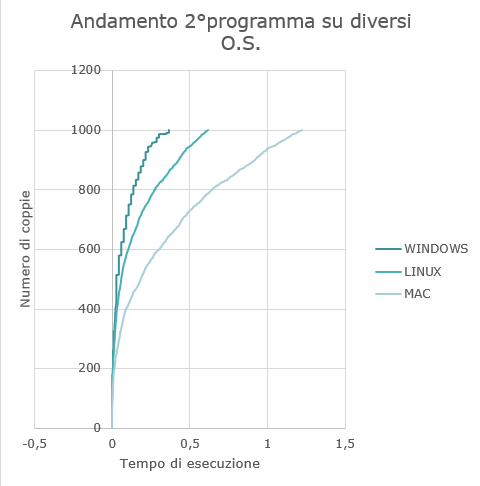 Andamento 2°programma su diversi
O.S.
1200
1000
800
600
400
200
0
-0,5
0
0,5
1
1,5
Numero di coppie
Tempo di esecuzione
WINDOWS
LINUX
MAC